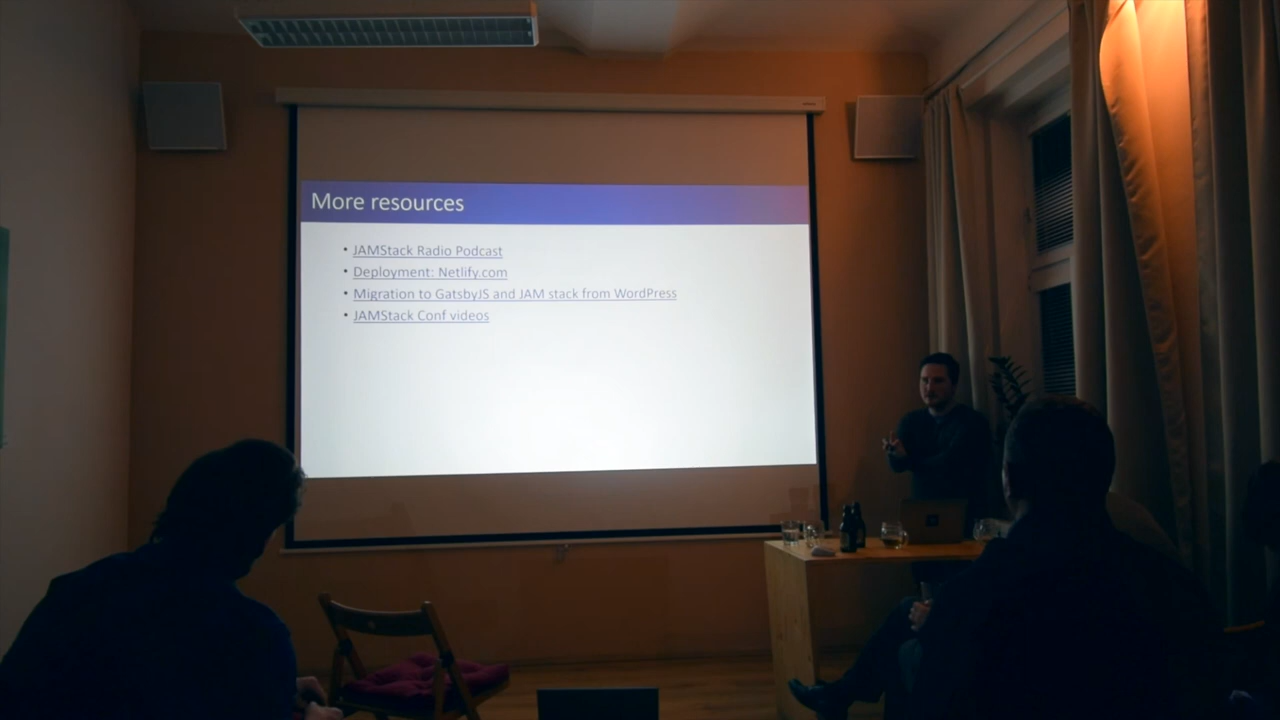 More resources
• JAMStack Radio Podcast
• Deployment: Netlify.com
• Migration to GatsbyJS and JAM stack from WordPress
• JAMStack Conf videos